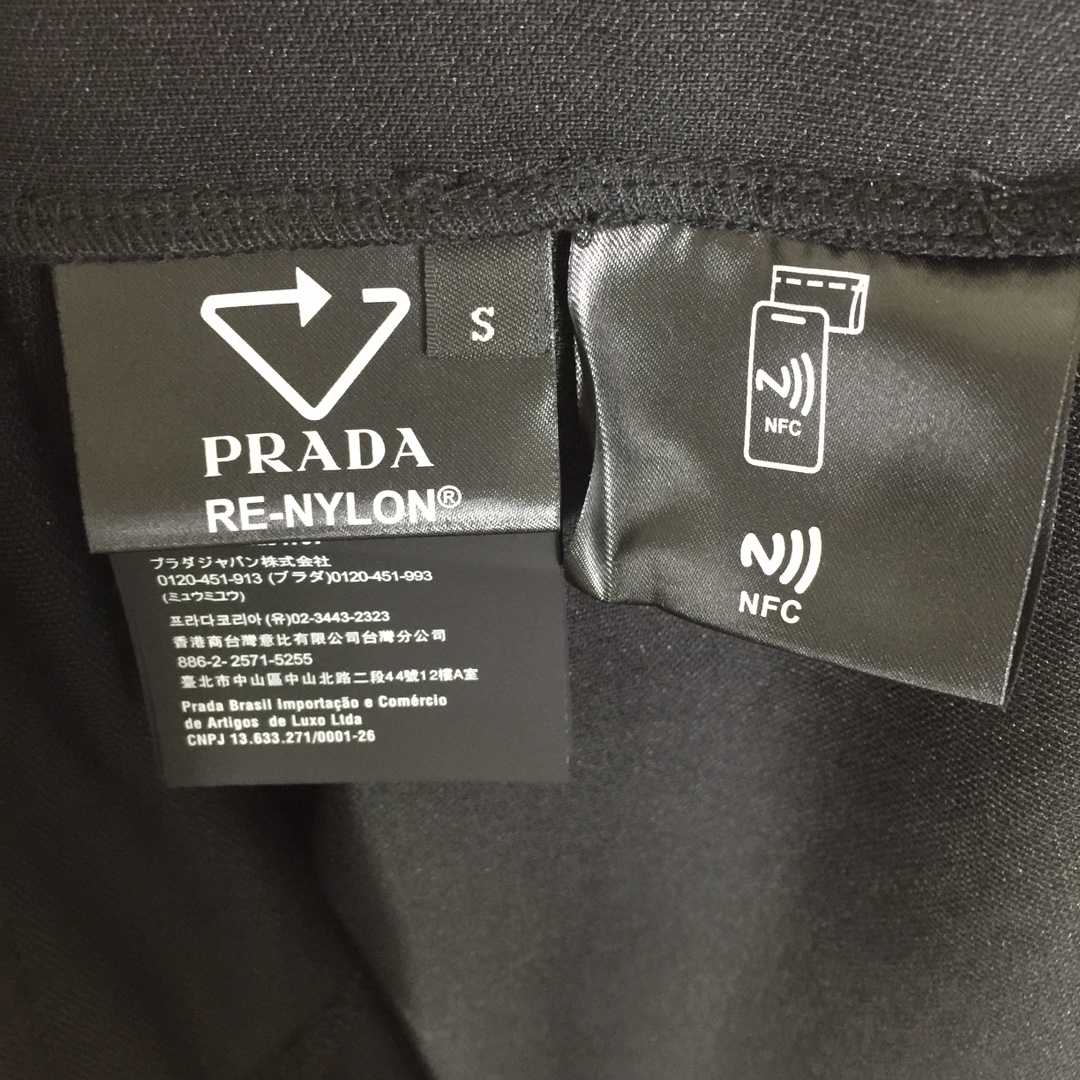 S
PRADA
RE-NYLON®
プラダジャパン株式会社
0120-451-913 (プラダ)0120-451-993
(ミュウミュウ)
프라다코리아(유)02-3443-2323
香港商台灣意比有限公司台灣分公司
886-2- 2571-5255
臺北市中山區中山北路二段44號12樓A室
Prada Brasil Importação e Comércio
de Artigos de Luxo Ltda
CNPJ 13.633.271/0001-26
NFC
NFC